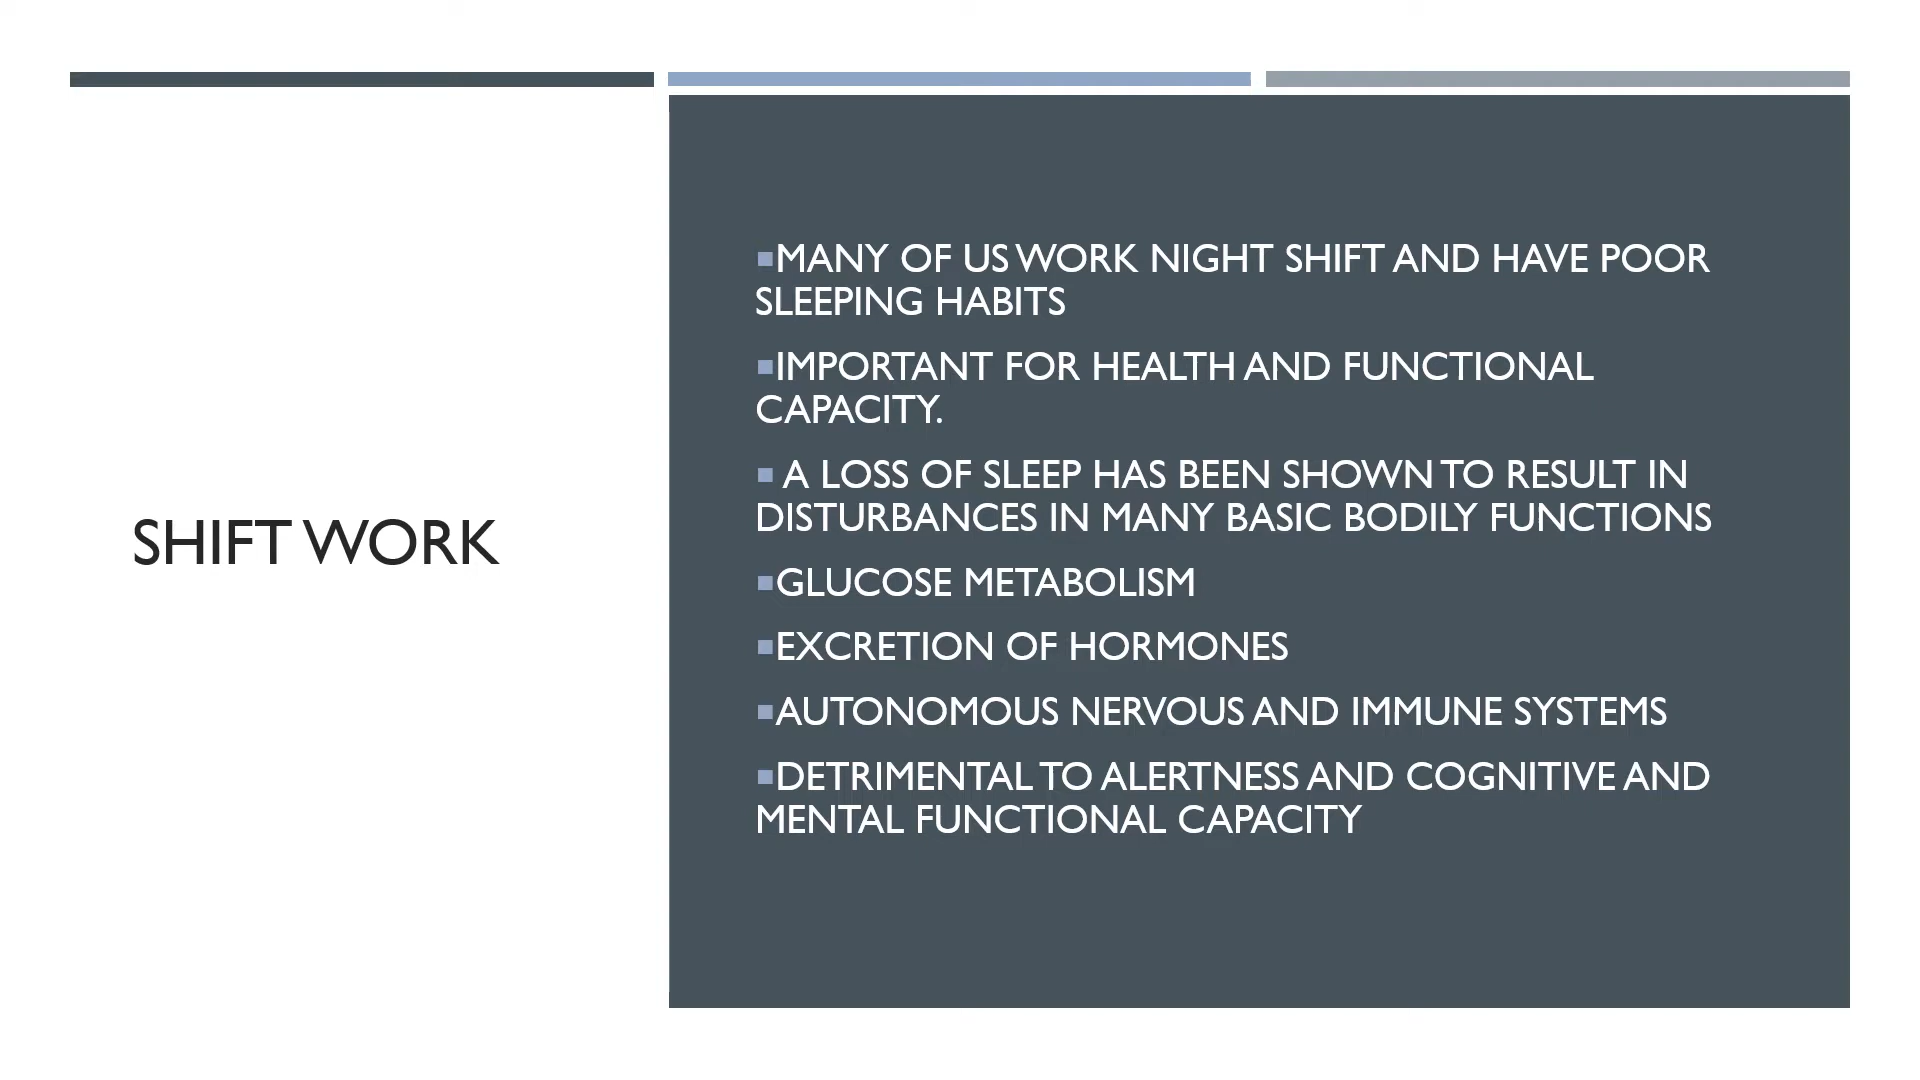 SHIFT WORK
▪MANY OF US WORK NIGHT SHIFT AND HAVE POOR
SLEEPING HABITS
▪IMPORTANT FOR HEALTH AND FUNCTIONAL
CAPACITY.
▪ A LOSS OF SLEEP HAS BEEN SHOWN TO RESULT IN
DISTURBANCES IN MANY BASIC BODILY FUNCTIONS
▪GLUCOSE METABOLISM
▪EXCRETION OF HORMONES
▪AUTONOMOUS NERVOUS AND IMMUNE SYSTEMS
▪DETRIMENTAL TO ALERTNESS AND COGNITIVE AND
MENTAL FUNCTIONAL CAPACITY